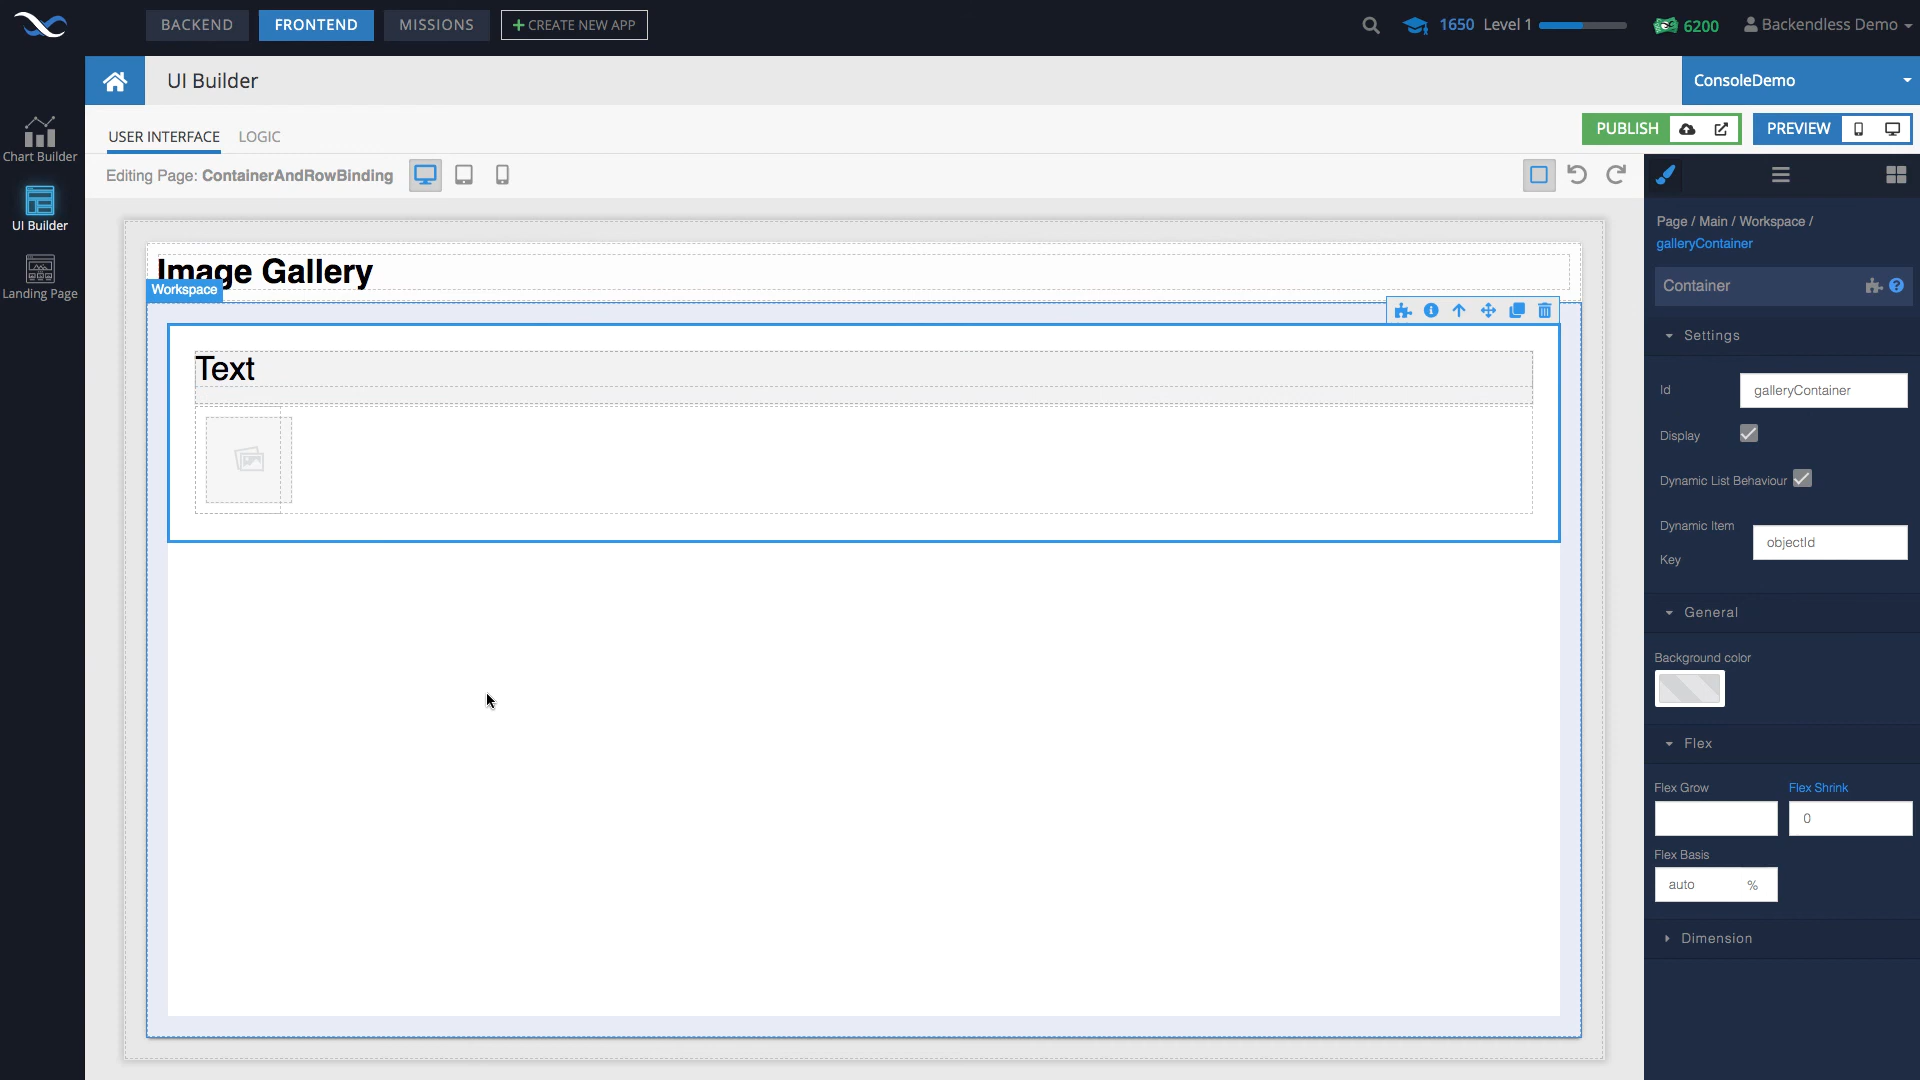 BACKEND
FRONTEND
MISSIONS
+ CREATE NEW APP
1650 Level 1
6200
Backendless Demo
UI Builder
ConsoleDemo
Chart Builder
UI Builder
Landing Page
USER INTERFACE
LOGIC
PUBLISH
PREVIEW
Editing Page: ContainerAndRowBinding
Image Gallery
Workspace
Text
Page / Main / Workspace /
galleryContainer
Container
Settings
Id
galleryContainer
Display
Dynamic List Behaviour
Dynamic Item
Key
objectId
General
Background color
Flex
Flex Grow
Flex Shrink
0
Flex Basis
auto %
Dimension